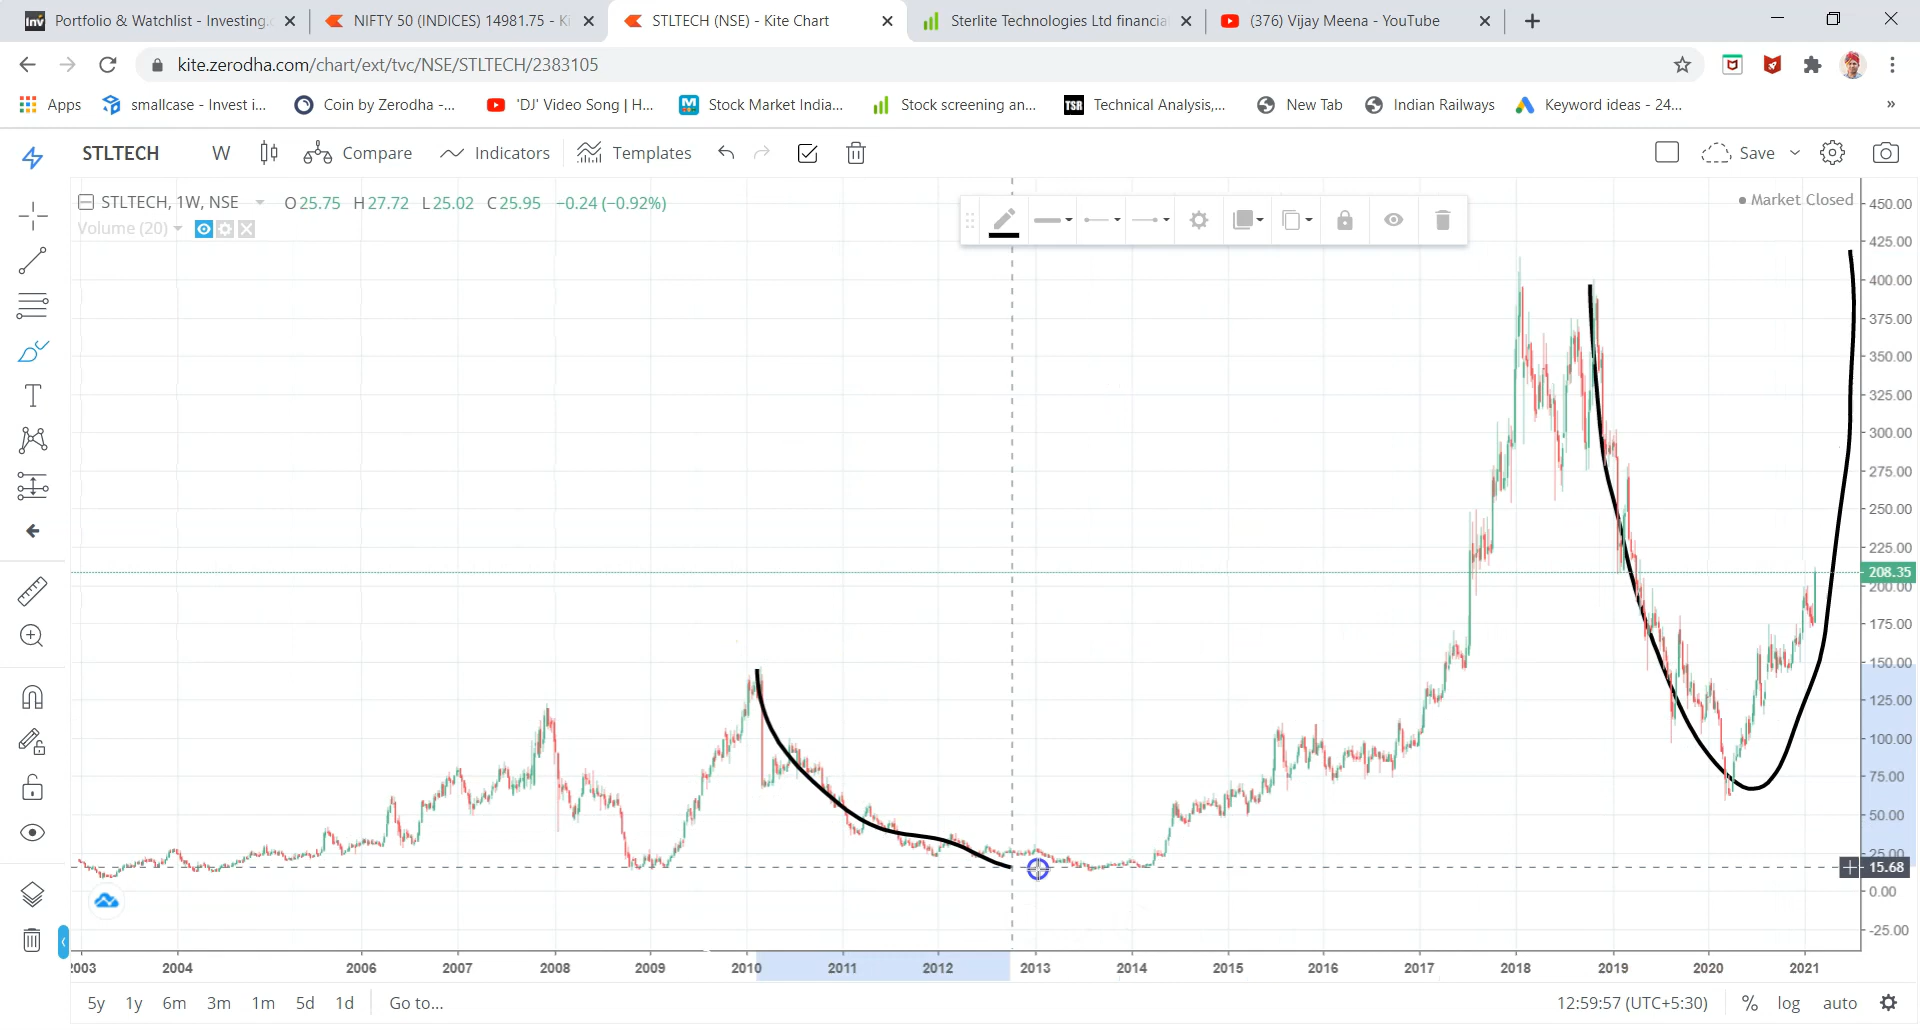 Portfolio & Watchlist - Investing.c
NIFTY 50 (INDICES) 14981.75 - Ki
STLTECH (NSE) - Kite Chart
Sterlite Technologies Ltd financia
(376) Vijay Meena - YouTube
kite.zerodha.com/chart/ext/tvc/NSE/STLTECH/2383105
Apps
smallcase - Invest i...
Coin by Zerodha -...
'DJ' Video Song | H...
Stock Market India...
Stock screening an...
TSR
Technical Analysis,...
New Tab
Indian Railways
Keyword ideas - 24...
»
STLTECH
W
Compare
Indicators
Templates
Save
STLTECH, 1W, NSE O25.75 H27.72 L25.02 C25.95 −0.24 (−0.92%)
Market Closed
Volume (20)
450.00
425.00
400.00
375.00
350.00
325.00
300.00
275.00
250.00
225.00
208.35
200.00
175.00
150.00
125.00
100.00
75.00
50.00
25.00
15.68
0.00
-25.00
2003 2004 2006 2007 2008 2009 2010 2011 2012 2013 2014 2015 2016 2017 2018 2019 2020 2021
5y 1y 6m 3m 1m 5d 1d Go to... 12:59:57 (UTC+5:30) % log auto